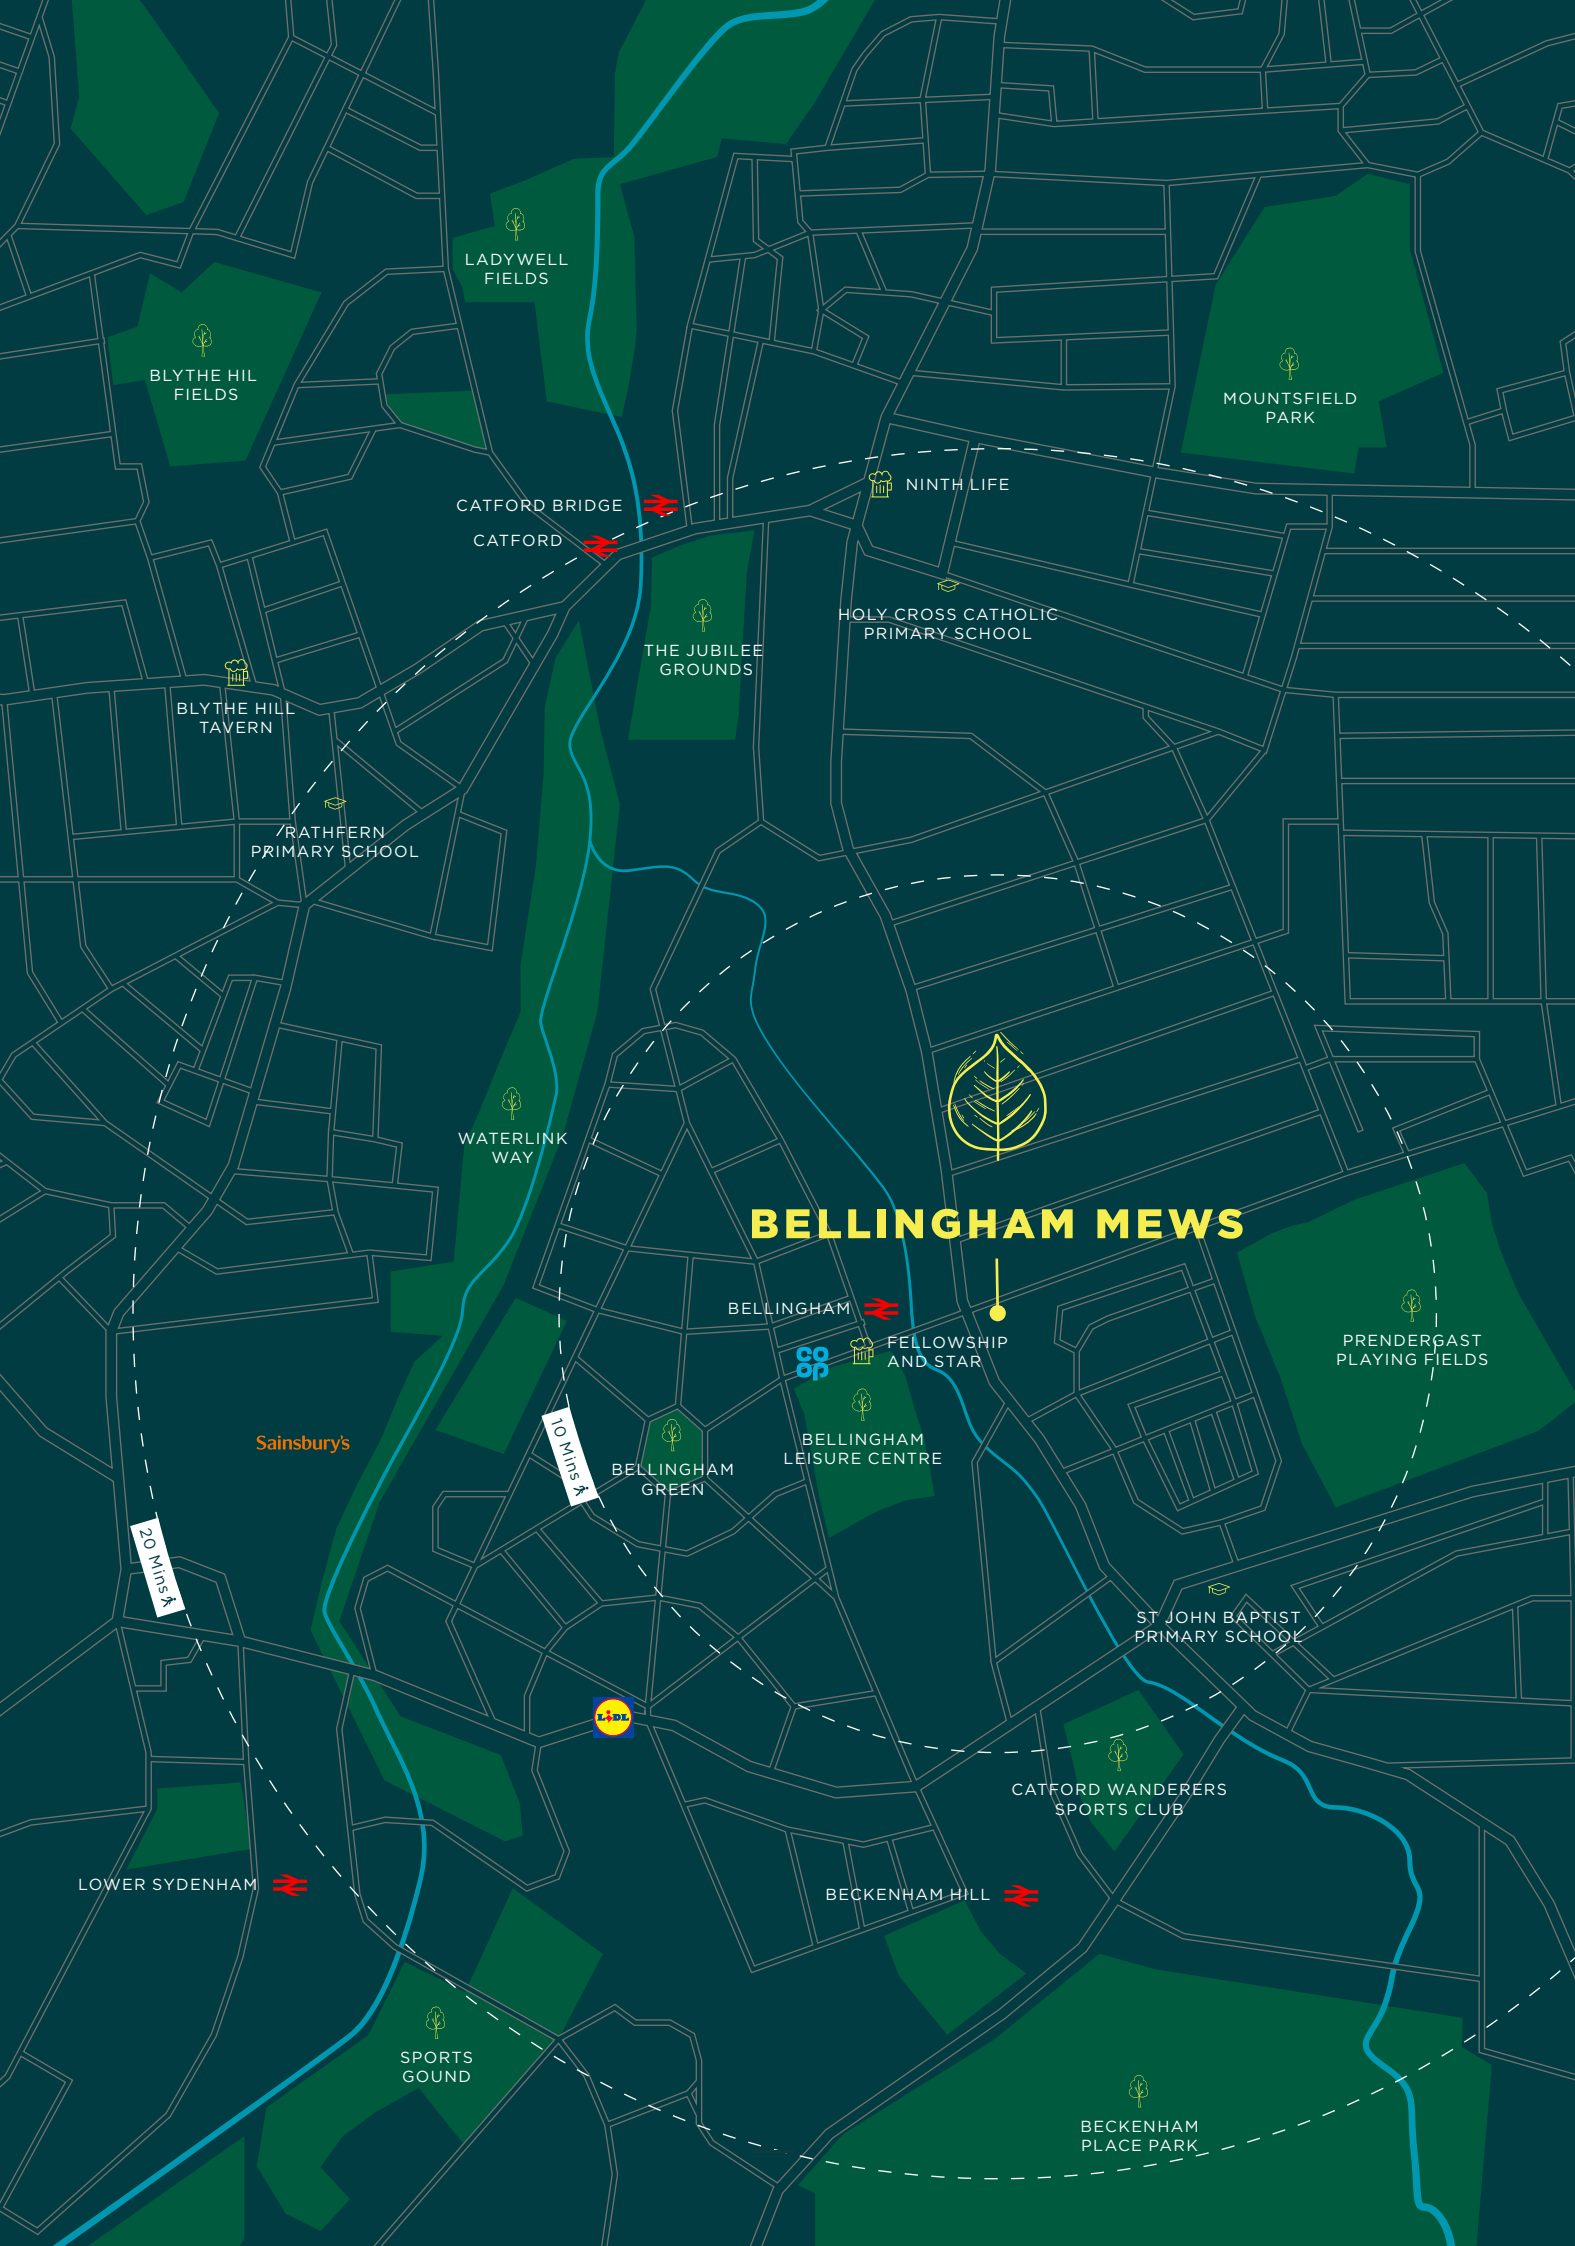 LADYWELL
FIELDS
BLYTHE HIL
FIELDS
MOUNTSFIELD
PARK
NINTH LIFE
CATFORD BRIDGE
CATFORD
HOLY CROSS CATHOLIC
PRIMARY SCHOOL
THE JUBILEE
GROUNDS
BLYTHE HILL
TAVERN
RATHFERN
PRIMARY SCHOOL
WATERLINK
WAY
BELLINGHAM MEWS
BELLINGHAM
FELLOWSHIP
AND STAR
CO
OP
PRENDERGAST
PLAYING FIELDS
Sainsbury's
10 Mins
BELLINGHAM
LEISURE CENTRE
BELLINGHAM
GREEN
20 Mins
ST JOHN BAPTIST
PRIMARY SCHOOL
LIDL
CATFORD WANDERERS
SPORTS CLUB
LOWER SYDENHAM
BECKENHAM HILL
SPORTS
GOUND
BECKENHAM
PLACE PARK